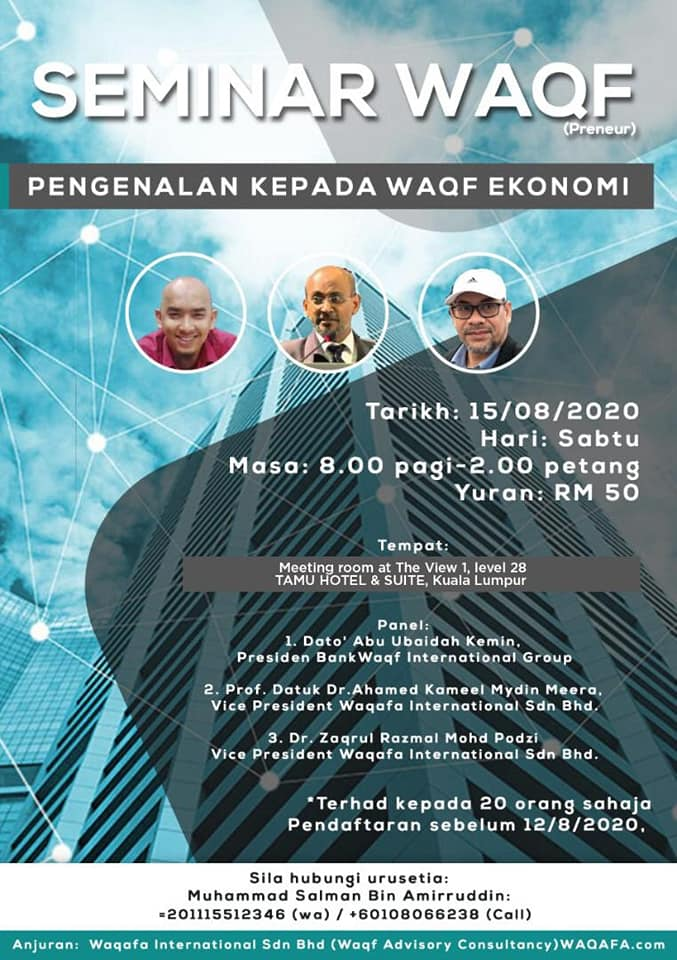 SEMINAR WAQF
(Preneur)
PENGENALAN KEPADA WAQF EKONOMI
Tarikh: 15/08/2020
Hari: Sabtu
Masa: 8.00 pagi-2.00 petang
Yuran: RM 50
Tempat:
Meeting room at The View 1, level 28
TAMU HOTEL & SUITE, Kuala Lumpur
Panel:
1. Dato' Abu Ubaidah Kemin,
Presiden BankWaqf International Group
2. Prof. Datuk Dr.Ahamed Kameel Mydin Meera,
Vice President Waqafa International Sdn Bhd.
3. Dr. Zaqrul Razmal Mohd Podzi
Vice President Waqafa International Sdn Bhd.
*Terhad kepada 20 orang sahaja
Pendaftaran sebelum 12/8/2020,
Sila hubungi urusetia:
Muhammad Salman Bin Amirruddin:
=201115512346 (wa) / +60108066238 (Call)
Anjuran: Waqafa International Sdn Bhd (Waqf Advisory Consultancy)WAQAFA.com